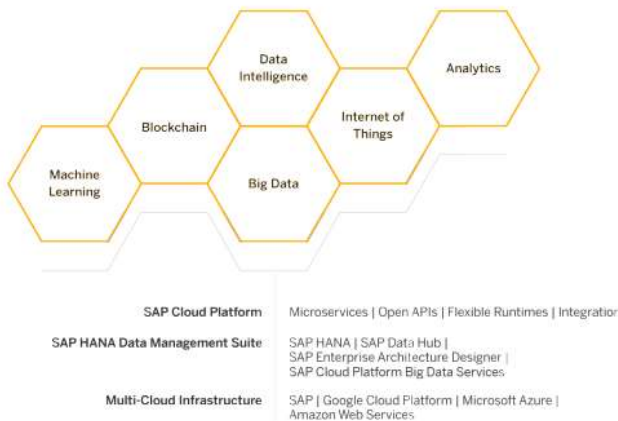 Data
Intelligence
Analytics
Blockchain
Internet of
Things
Machine
Learning
Big Data
SAP Cloud Platform
Microservices | Open APIs | Flexible Runtimes | Integration
SAP HANA Data Management Suite
SAP HANA | SAP Data Hub |
SAP Enterprise Architecture Designer |
SAP Cloud Platform Big Data Services
Multi-Cloud Infrastructure
SAP | Google Cloud Platform | Microsoft Azure |
Amazon Web Services